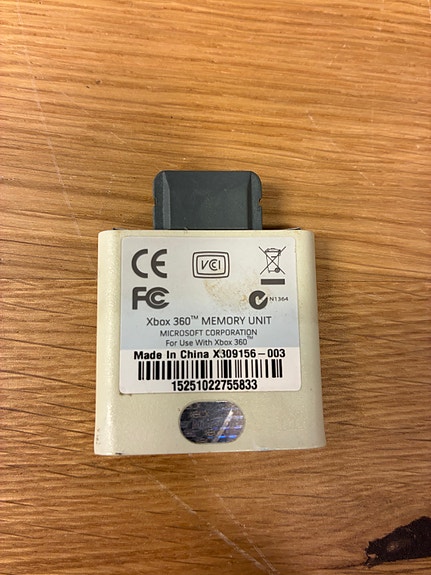 CE
VCI
FC
N1364
Xbox 360™ MEMORY UNIT
MICROSOFT CORPORATION
For Use With Xbox 360™
Made In China X309156-003
15251022755833